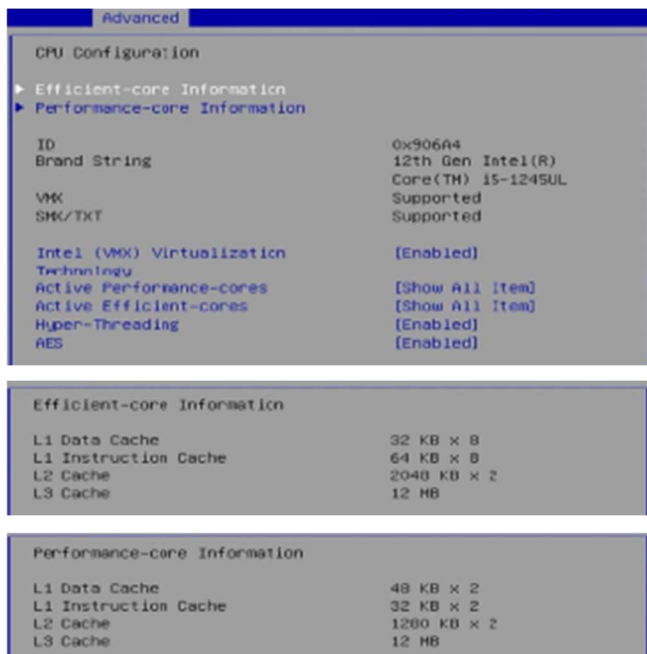 Advanced
CPU Configuration
Efficient-core Information
Performance-core Information
ID 0x906A4
Brand String 12th Gen Intel(R)
Core(TM) i5-1245UL
VMX Supported
SMX/TXT Supported
Intel (VMX) Virtualization [Enabled]
Technology
Active Performance-cores [Show All Item]
Active Efficient-cores [Show All Item]
Hyper-Threading [Enabled]
AES [Enabled]
Efficient-core Information
L1 Data Cache 32 KB x 8
L1 Instruction Cache 64 KB x 8
L2 Cache 2048 KB x 2
L3 Cache 12 MB
Performance-core Information
L1 Data Cache 48 KB x 2
L1 Instruction Cache 32 KB x 2
L2 Cache 1280 KB x 2
L3 Cache 12 MB